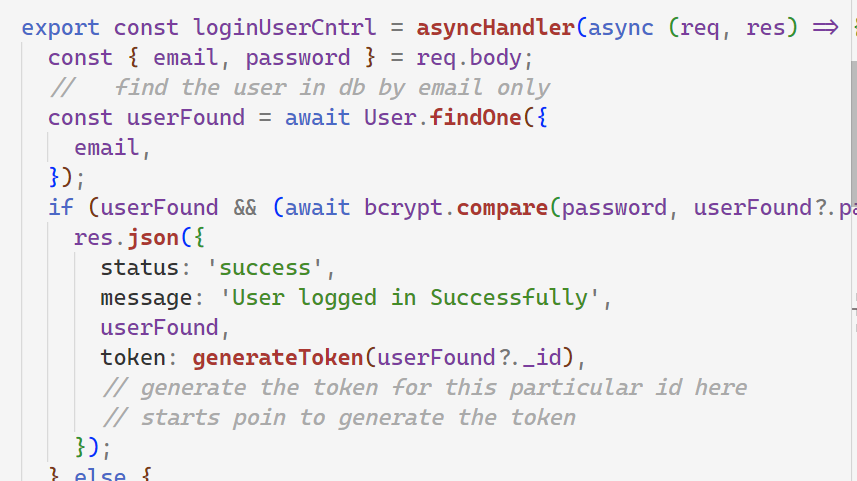 export const loginUserCntrl = asyncHandler(async (req, res) => {
const { email, password } = req.body;
//  find the user in db by email only
const userFound = await User.findOne({
email,
});
if (userFound && (await bcrypt.compare(password, userFound?.pa
res.json({
status: 'success',
message: 'User logged in Successfully',
userFound,
token: generateToken(userFound?._id),
// generate the token for this particular id here
// starts poin to generate the token
});
} else {